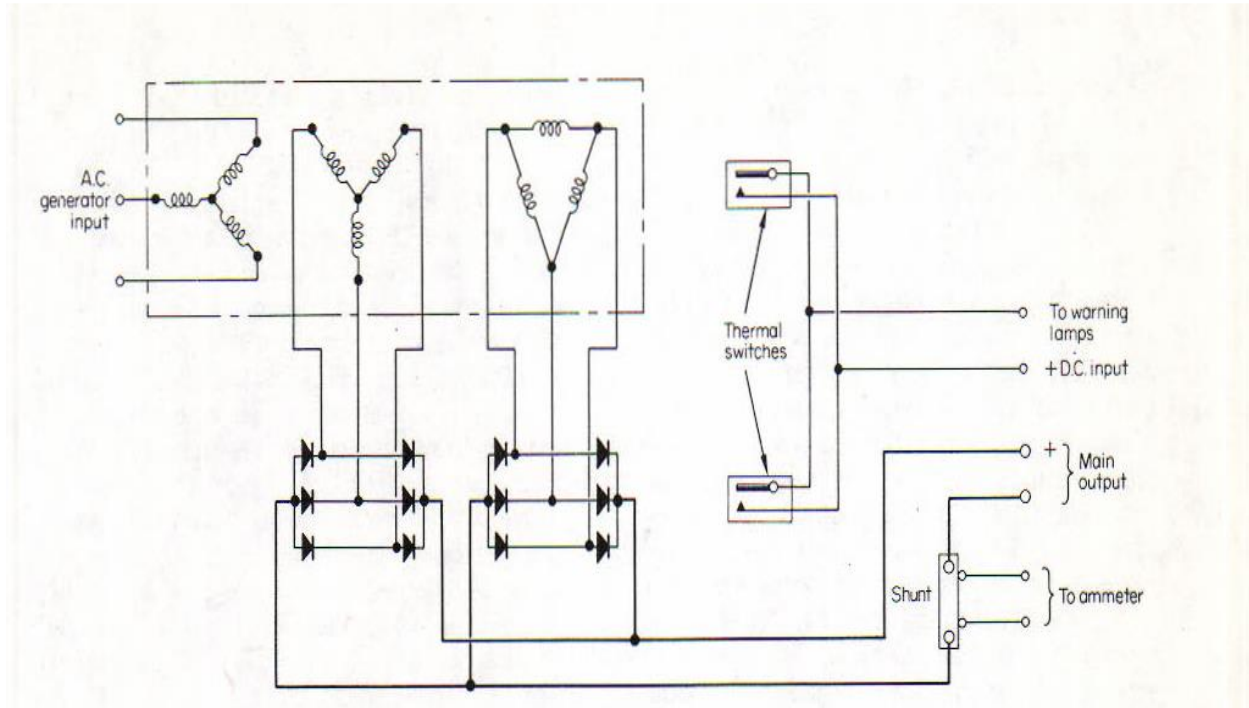 A.C.
generator
input
Thermal
switches
To warning
lamps
+ D.C. input
+
Main
output
Shunt
To ammeter